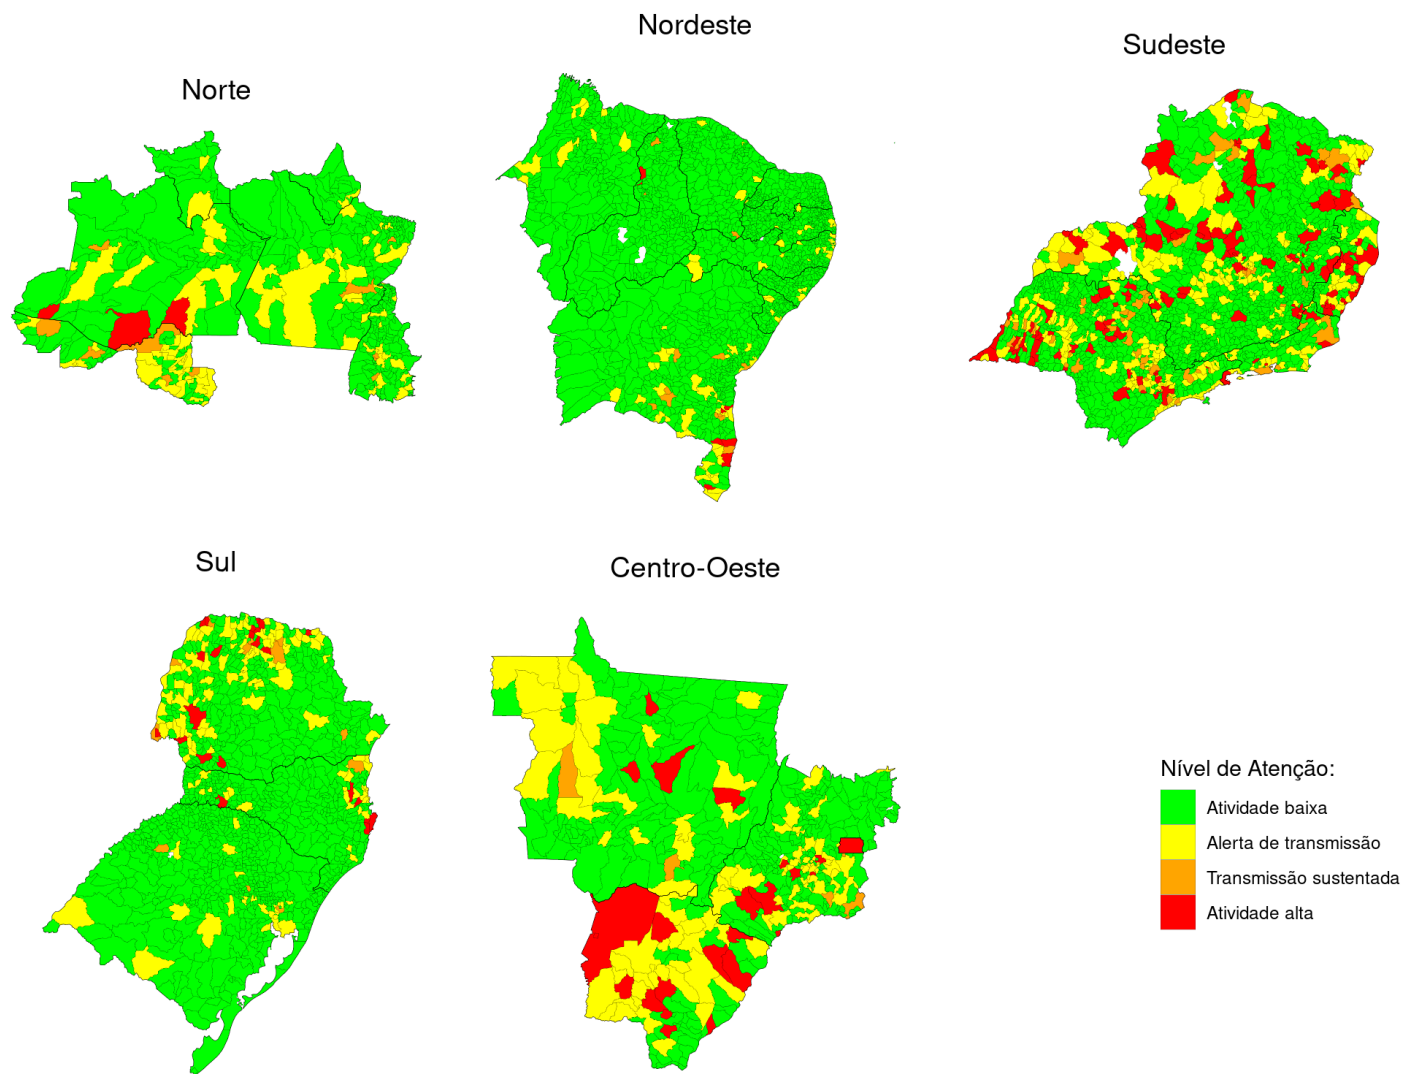 Norte
Nordeste
Sudeste
Sul
Centro-Oeste
Nível de Atenção:
Atividade baixa
Alerta de transmissão
Transmissão sustentada
Atividade alta